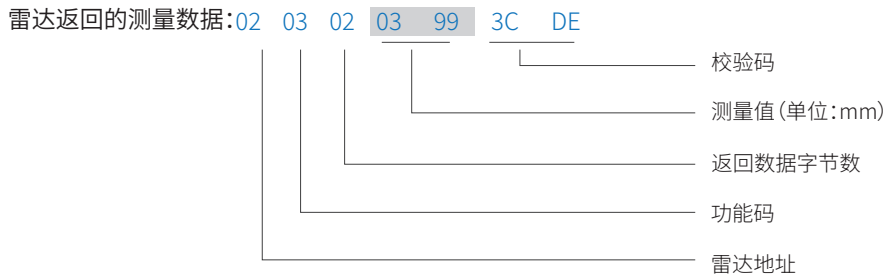 雷达返回的测量数据:02 03 02 03 99 3C DE
校验码
测量值(单位:mm)
返回数据字节数
功能码
雷达地址